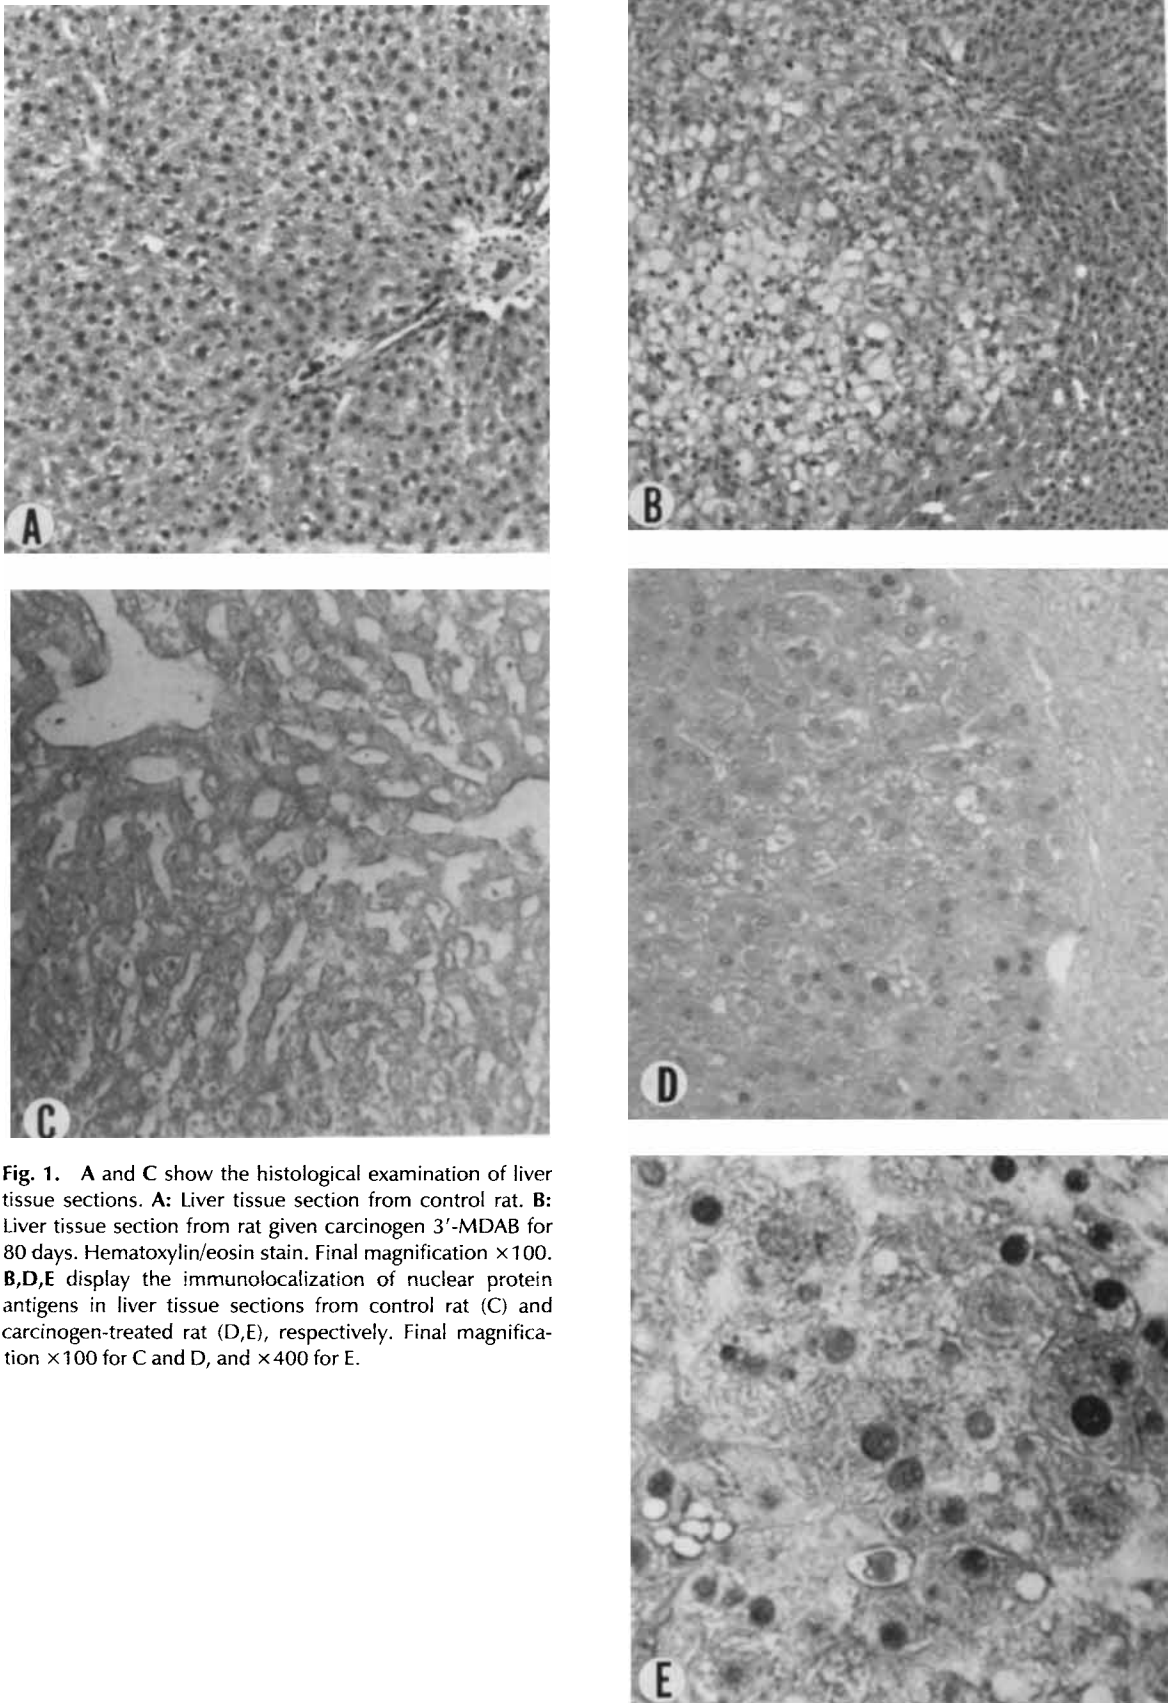 A
B
C
D
Fig. 1. A and C show the histological examination of liver
tissue sections. A: Liver tissue section from control rat. B:
Liver tissue section from rat given carcinogen 3′-MDAB for
80 days. Hematoxylin/eosin stain. Final magnification ×100.
B,D,E display the immunolocalization of nuclear protein
antigens in liver tissue sections from control rat (C) and
carcinogen-treated rat (D,E), respectively. Final magnifica-
tion ×100 for C and D, and ×400 for E.
E